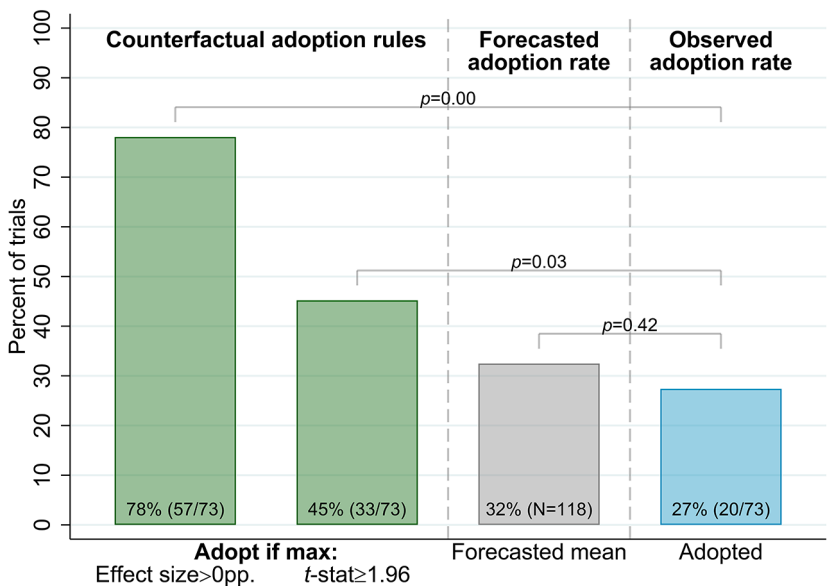 Counterfactual adoption rules
Forecasted
adoption rate
Observed
adoption rate
Percent of trials
100
90
80
70
60
50
40
30
20
10
0
p=0.00
p=0.03
p=0.42
78% (57/73)
45% (33/73)
32% (N=118)
27% (20/73)
Adopt if max:
Effect size>0pp.
t-stat≥1.96
Forecasted mean
Adopted